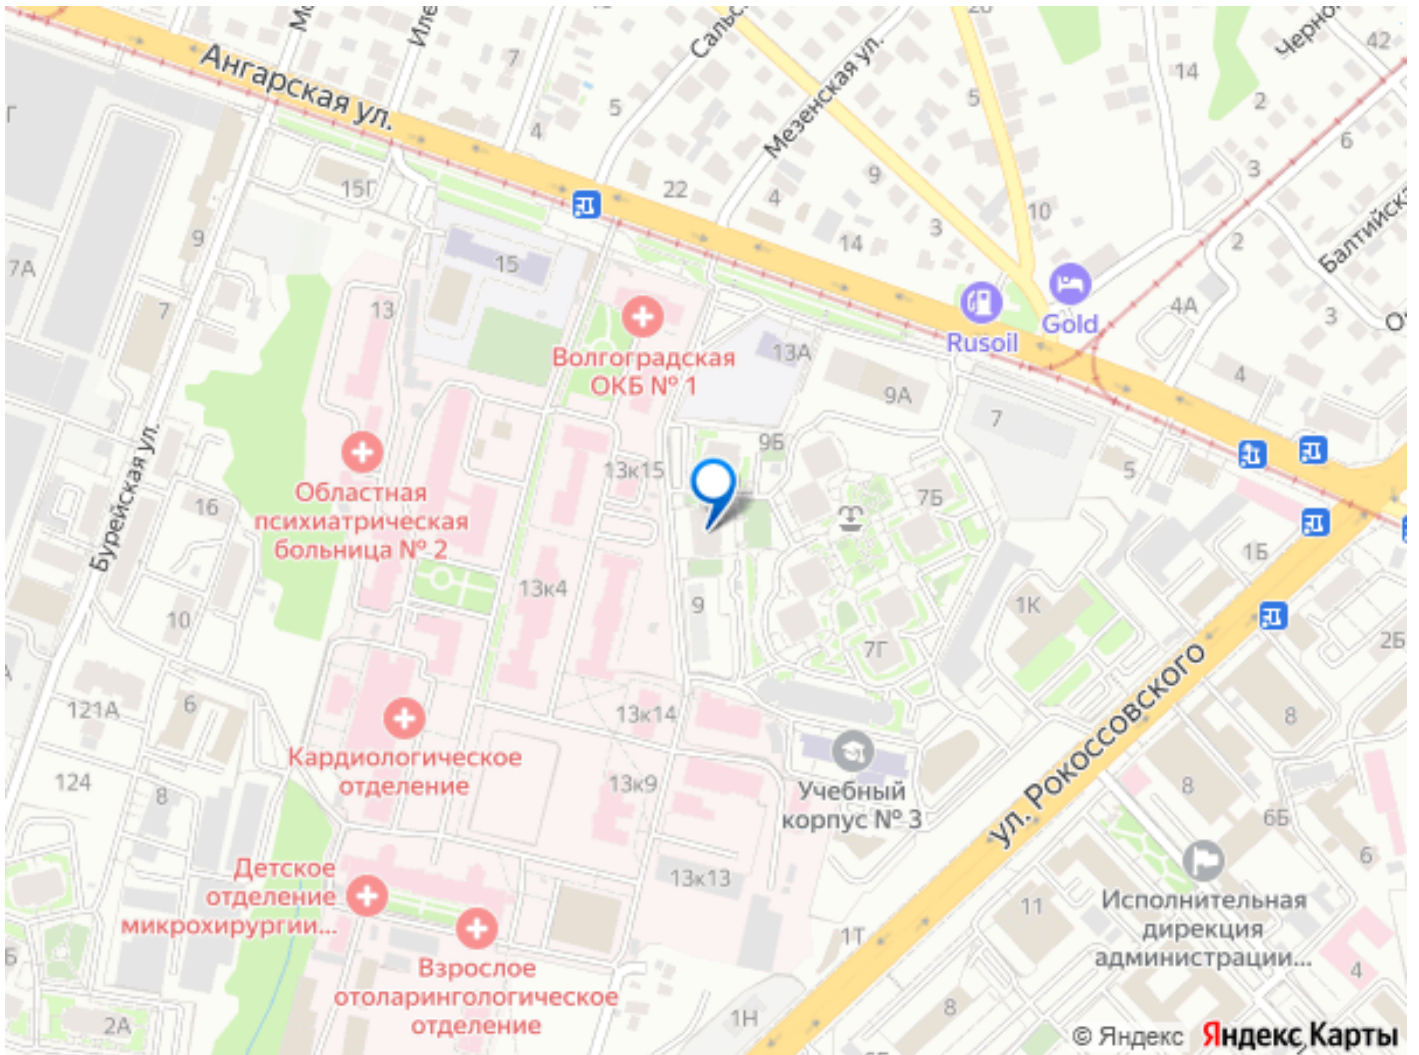 Ангарская ул.
Сальс
Мезенская ул.
Черно
42
14
2
6
3
5
7
5
4
9
22
4
10
3
14
2
Балтийска
15Г
9
7А
7
15
13
Волгоградская
ОКБ № 1
13А
Rusoil
Gold
4А
3
4
9А
7
9Б
5
Бурейская ул.
16
Областная
психиатрическая
больница № 2
13к15
7Б
1Б
13к4
9
1К
10
7Г
2Б
121А
6
13к14
8
Кардиологическое
отделение
124
8
13к9
Учебный
корпус № 3
ул. Рокоссовского
8
6Б
6
Детское
отделение
микрохирургии...
13к13
11
Исполнительная
дирекция
администрации...
1Т
4
Взрослое
отоларингологическое
отделение
2А
1Н
8
© Яндекс Яндекс Карты